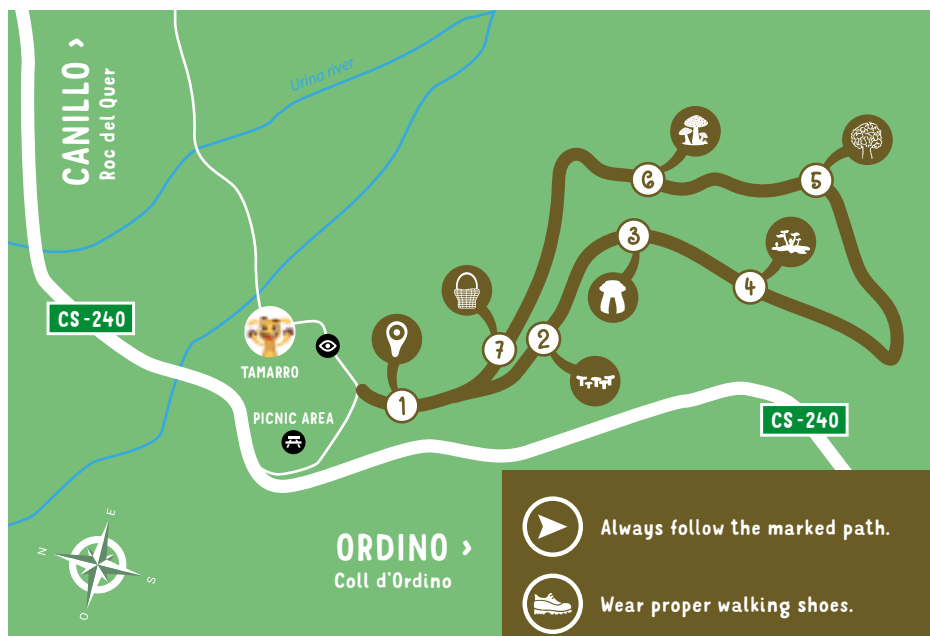 CANILLO ›
Roc del Quer
Urina river
6
5
3
4
CS-240
7
2
TAMARRO
1
PICNIC AREA
CS-240
E
N
S
O
ORDINO ›
Coll d'Ordino
Always follow the marked path.
Wear proper walking shoes.